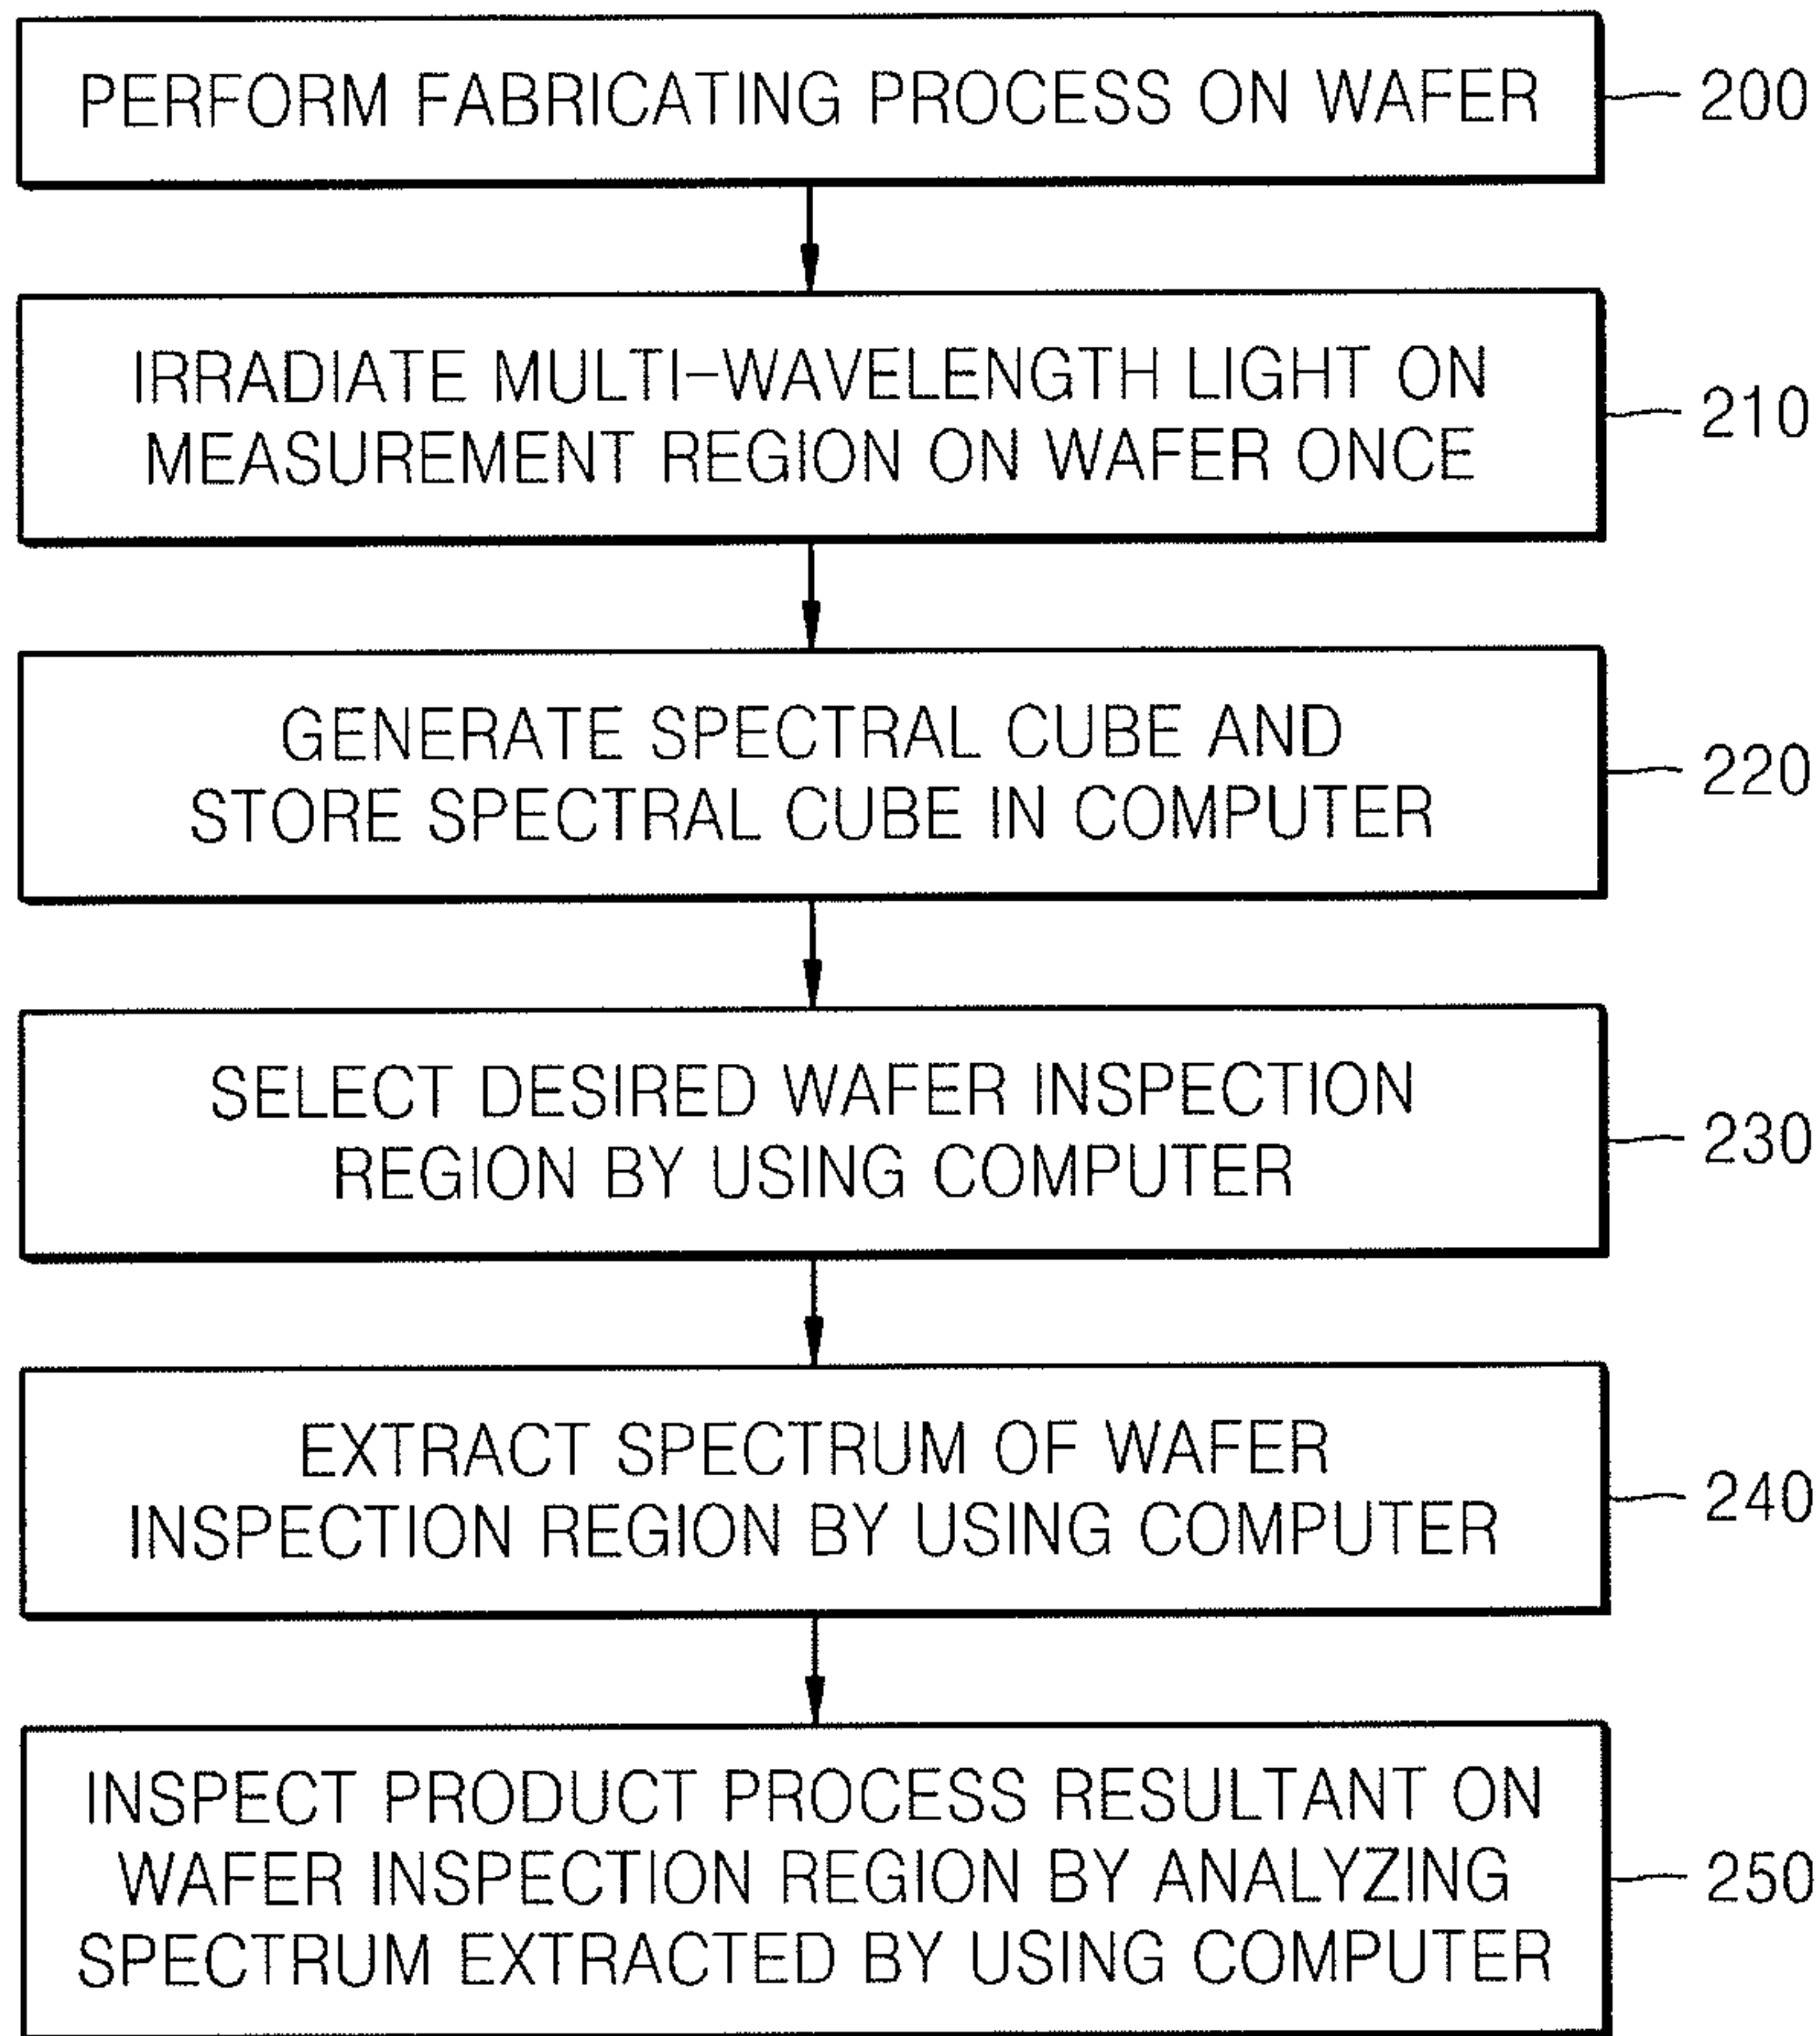 PERFORM FABRICATING PROCESS ON WAFER
200
IRRADIATE MULTI-WAVELENGTH LIGHT ON
MEASUREMENT REGION ON WAFER ONCE
210
GENERATE SPECTRAL CUBE AND
STORE SPECTRAL CUBE IN COMPUTER
220
SELECT DESIRED WAFER INSPECTION
REGION BY USING COMPUTER
230
EXTRACT SPECTRUM OF WAFER
INSPECTION REGION BY USING COMPUTER
240
INSPECT PRODUCT PROCESS RESULTANT ON
WAFER INSPECTION REGION BY ANALYZING
SPECTRUM EXTRACTED BY USING COMPUTER
250